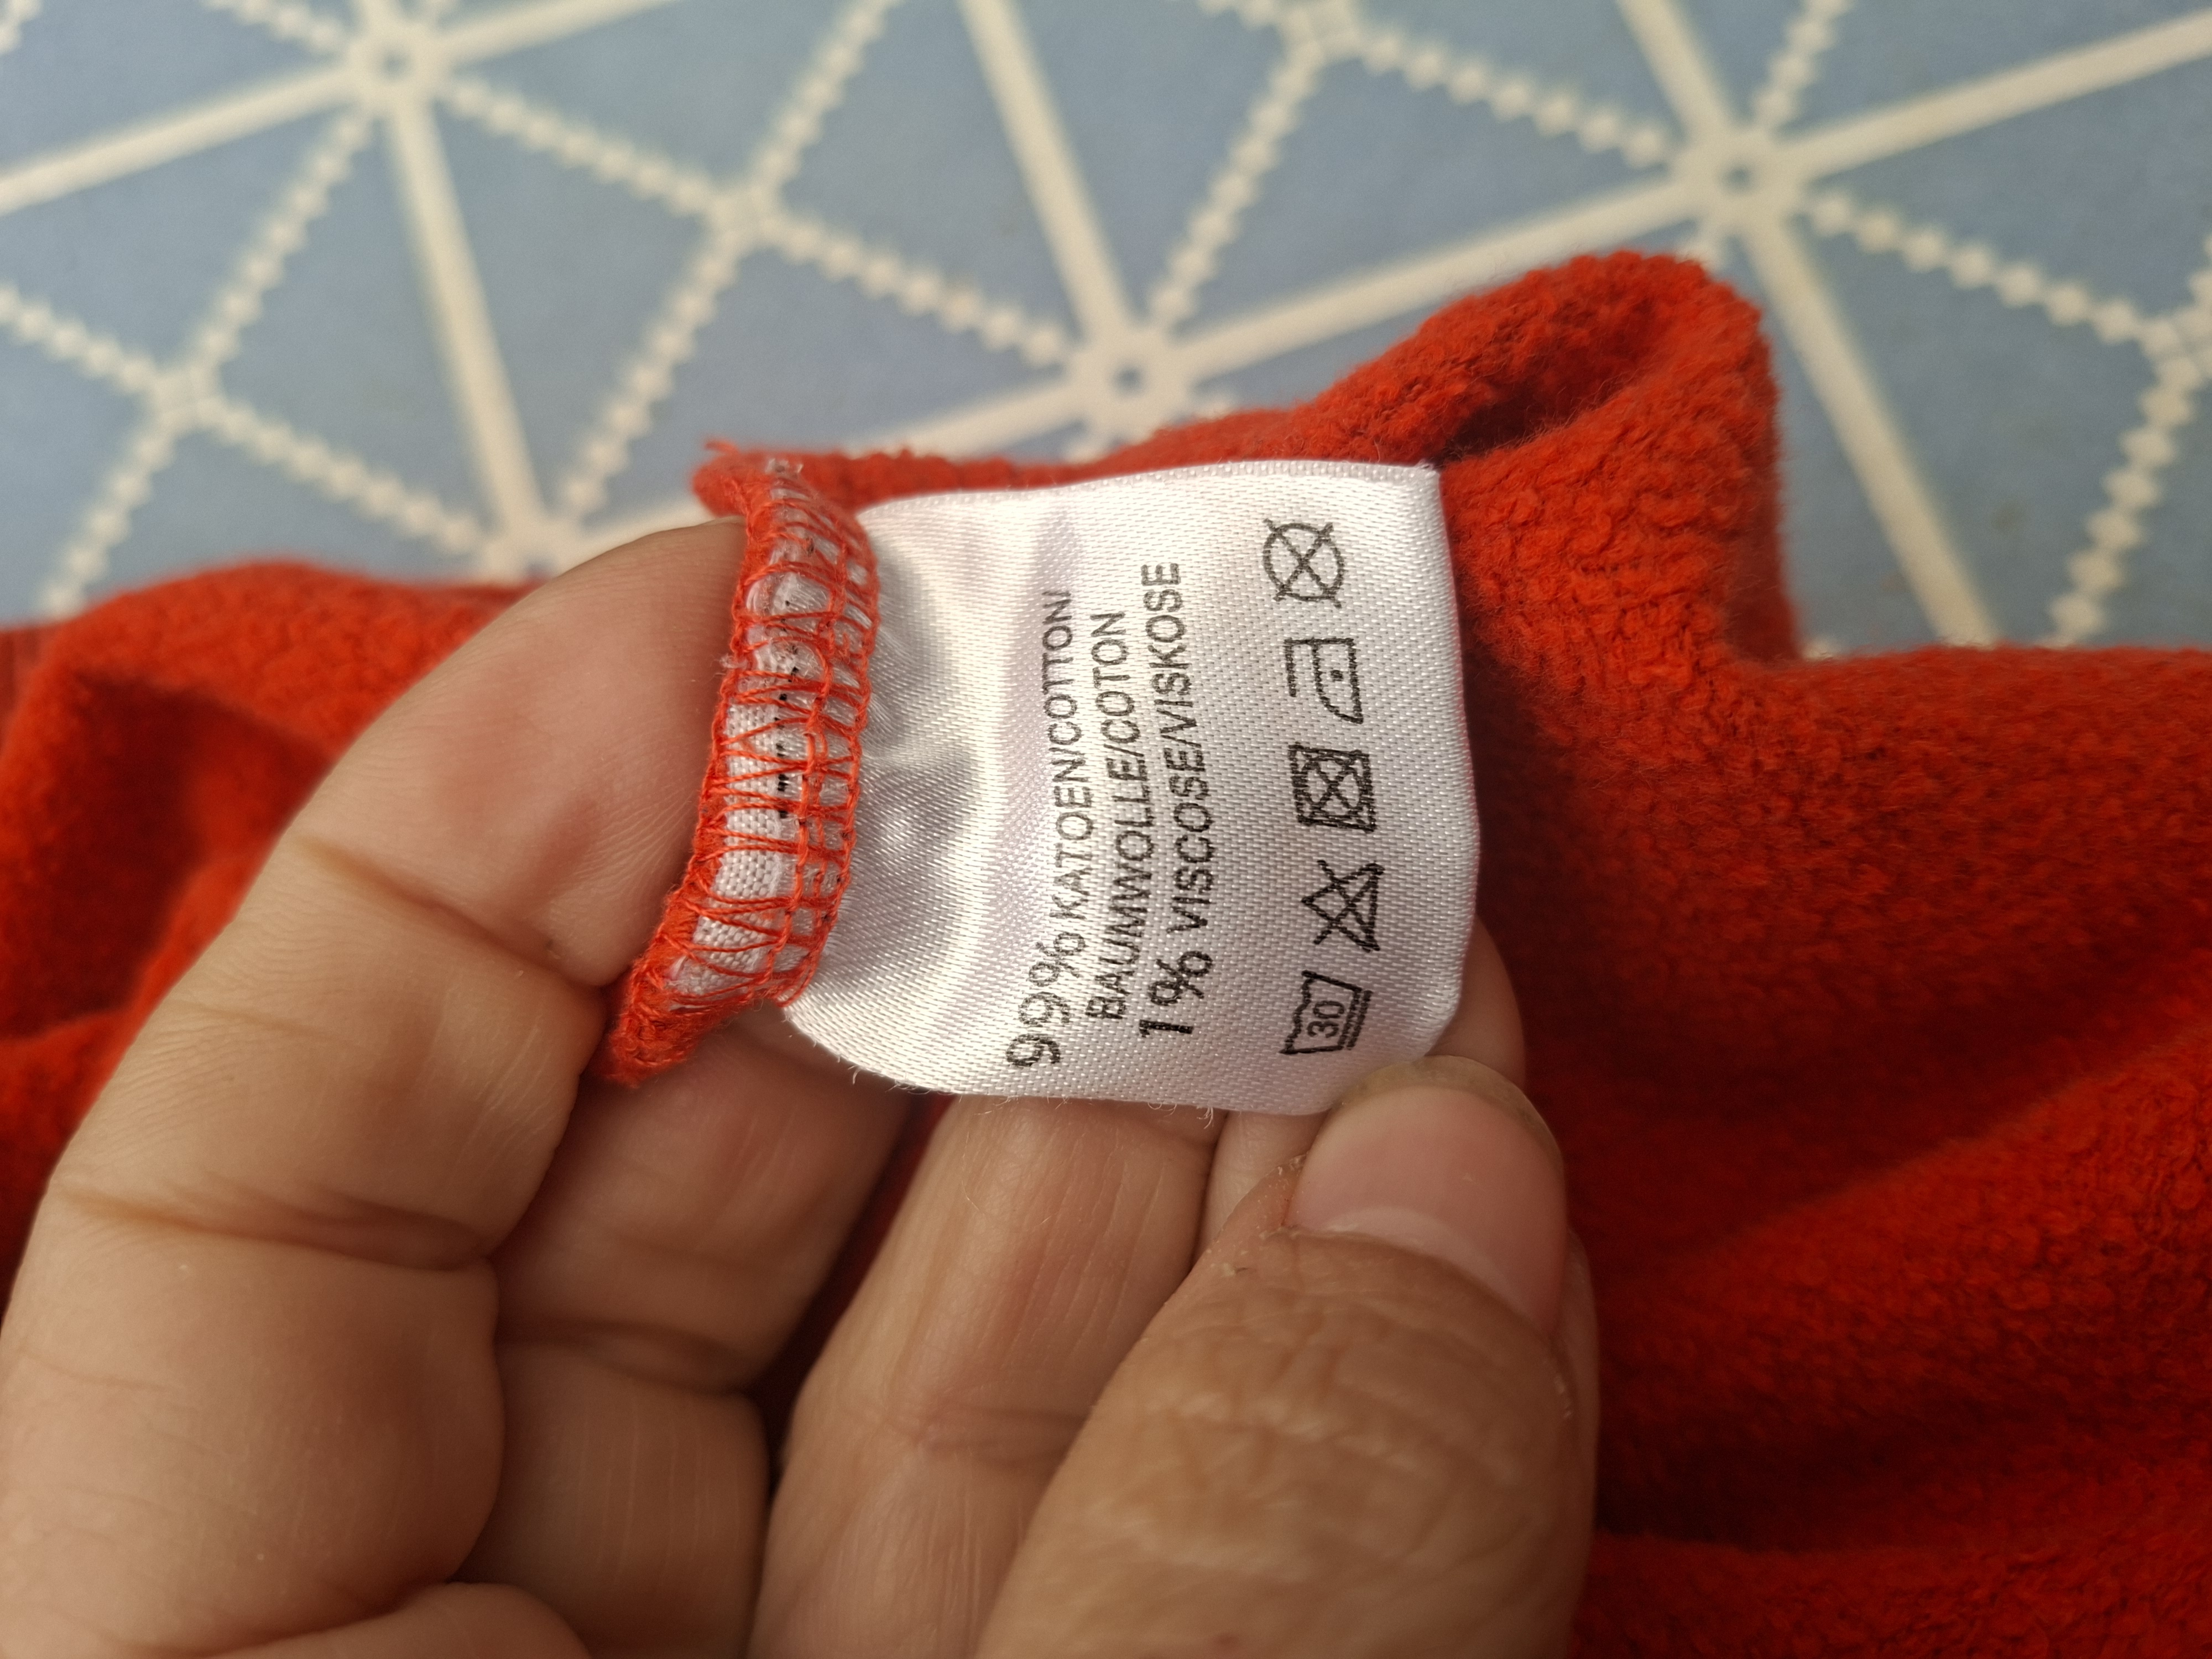 99% KATOEN/COTTON/
BAUMWOLLE/COTON
1% VISCOSE/VISKOSE
30